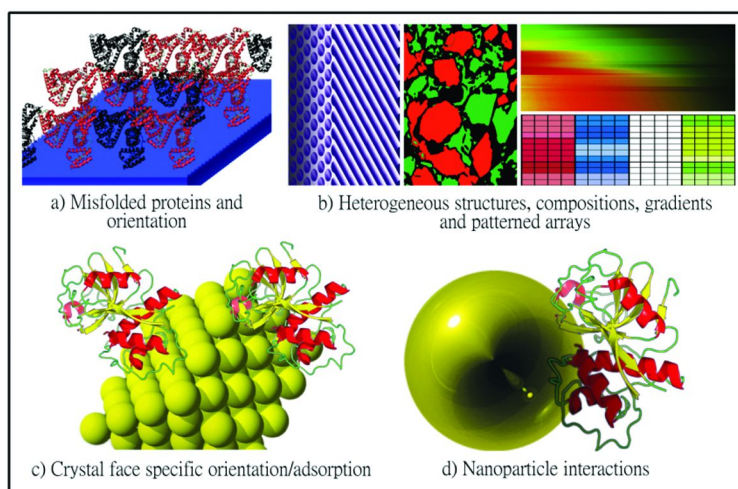 a) Misfolded proteins and
orientation
b) Heterogeneous structures, compositions, gradients
and patterned arrays
c) Crystal face specific orientation/adsorption
d) Nanoparticle interactions